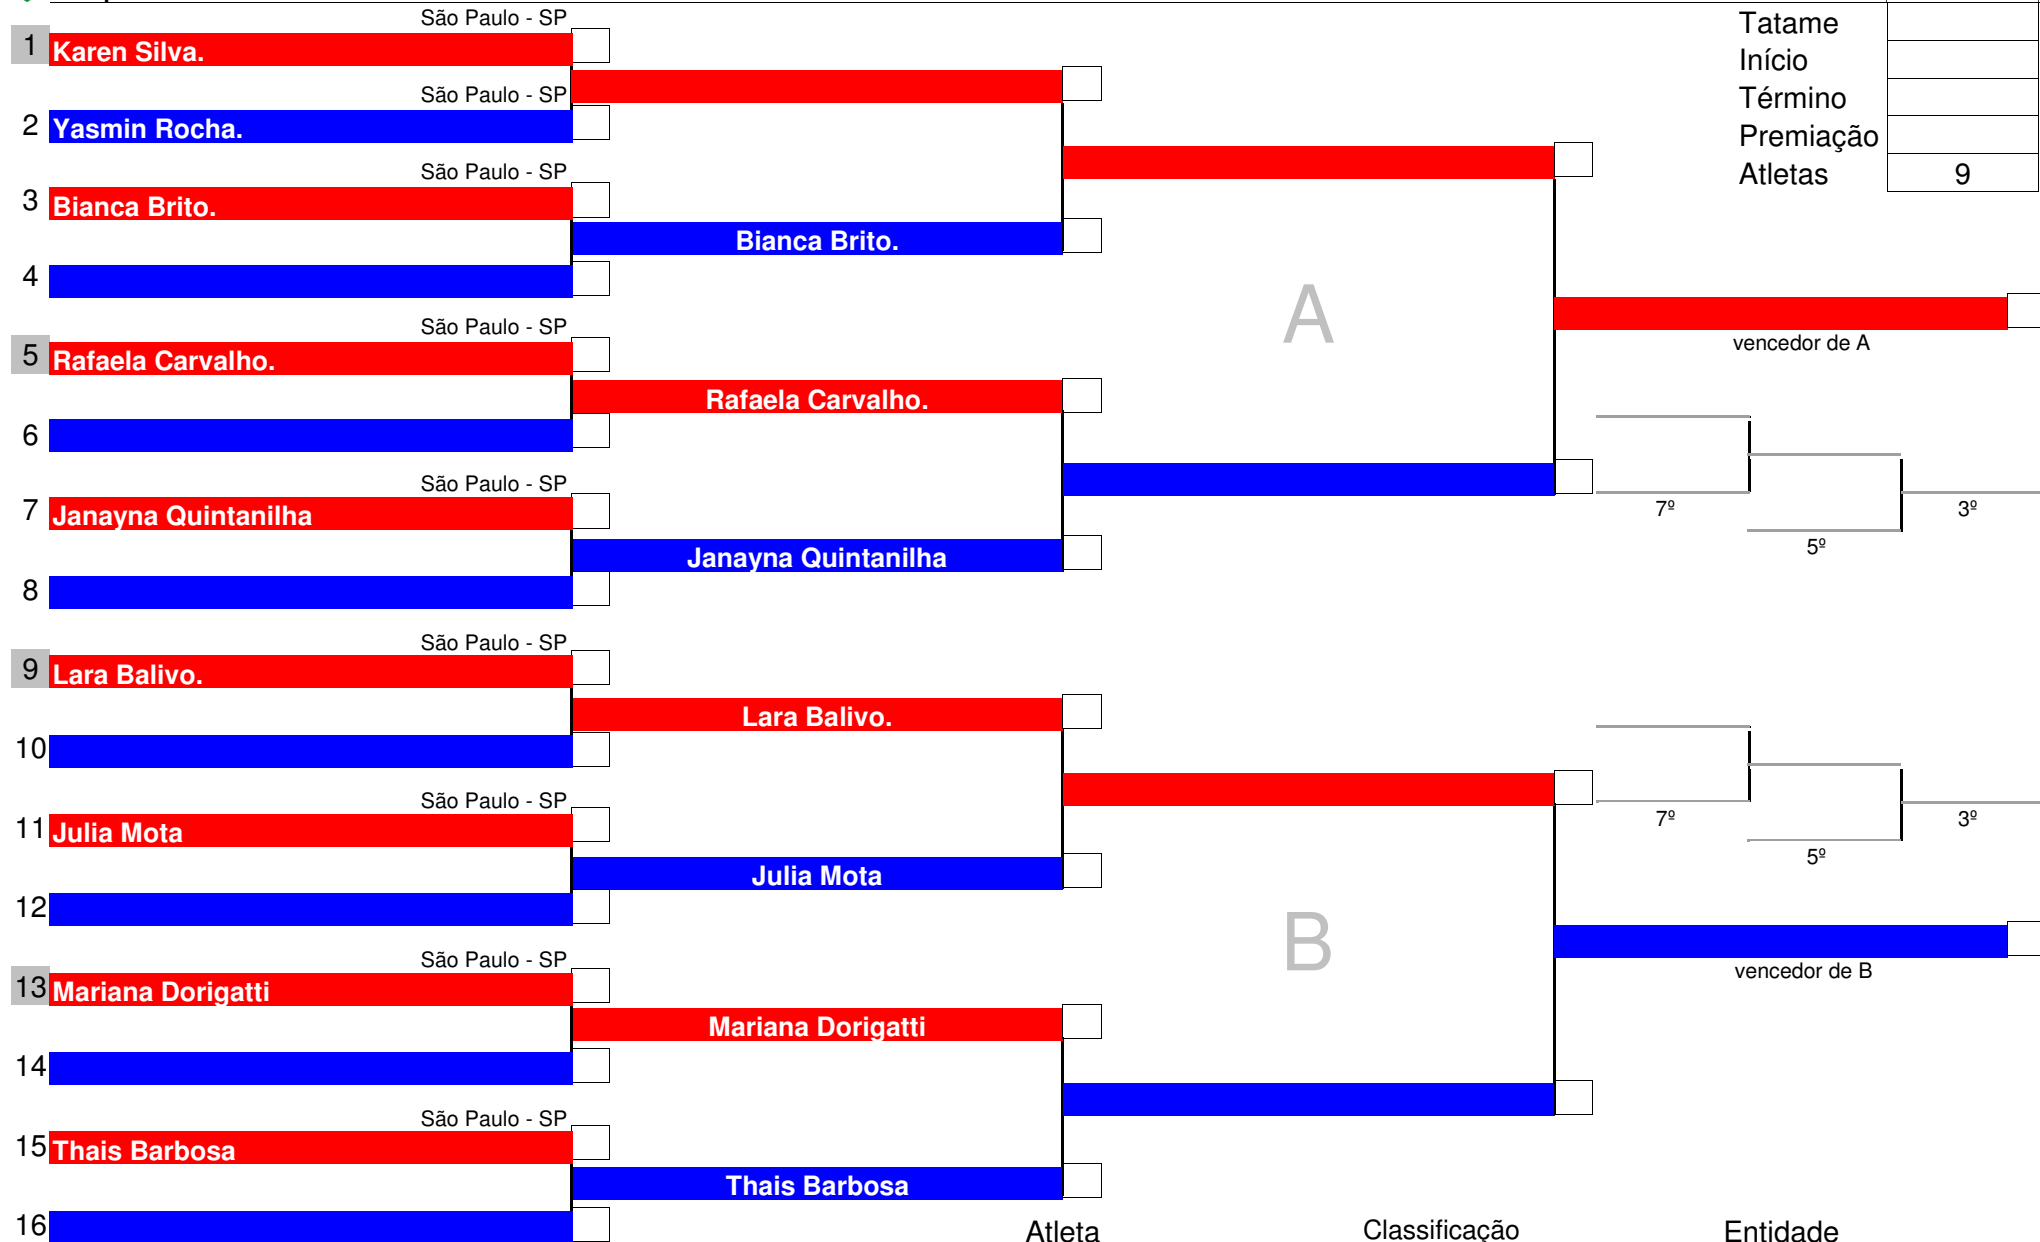 São Paulo - SP
1 Karen Silva.
São Paulo - SP
2 Yasmin Rocha.
São Paulo - SP
3 Bianca Brito.
Bianca Brito.
4
São Paulo - SP
5 Rafaela Carvalho.
Rafaela Carvalho.
6
São Paulo - SP
7 Janayna Quintanilha
Janayna Quintanilha
8
São Paulo - SP
9 Lara Balivo.
Lara Balivo.
10
São Paulo - SP
11 Julia Mota
Julia Mota
12
São Paulo - SP
13 Mariana Dorigatti
Mariana Dorigatti
14
São Paulo - SP
15 Thais Barbosa
Thais Barbosa
16
A
B
Tatame
Início
Término
Premiação
Atletas 9
vencedor de A
7º
3º
5º
7º
3º
5º
vencedor de B
Atleta Classificação Entidade